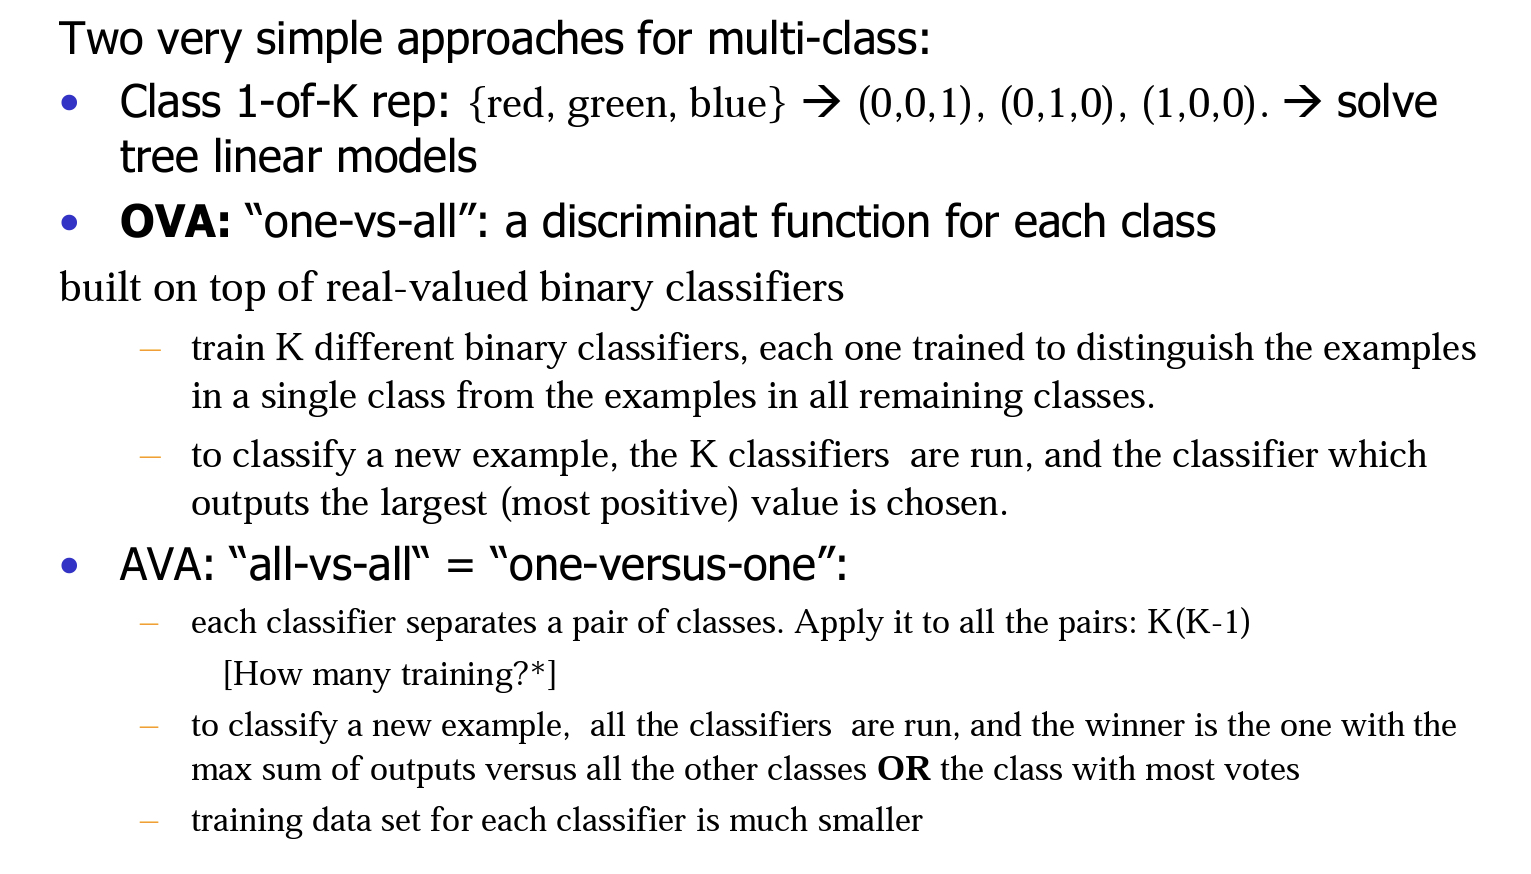 Two very simple approaches for multi-class:
• Class 1-of-K rep: {red, green, blue} → (0,0,1), (0,1,0), (1,0,0). → solve
tree linear models
• OVA: “one-vs-all”: a discriminat function for each class
built on top of real-valued binary classifiers
– train K different binary classifiers, each one trained to distinguish the examples
in a single class from the examples in all remaining classes.
– to classify a new example, the K classifiers are run, and the classifier which
outputs the largest (most positive) value is chosen.
• AVA: “all-vs-all“ = “one-versus-one”:
– each classifier separates a pair of classes. Apply it to all the pairs: K(K-1)
[How many training?*]
– to classify a new example, all the classifiers are run, and the winner is the one with the
max sum of outputs versus all the other classes OR the class with most votes
– training data set for each classifier is much smaller